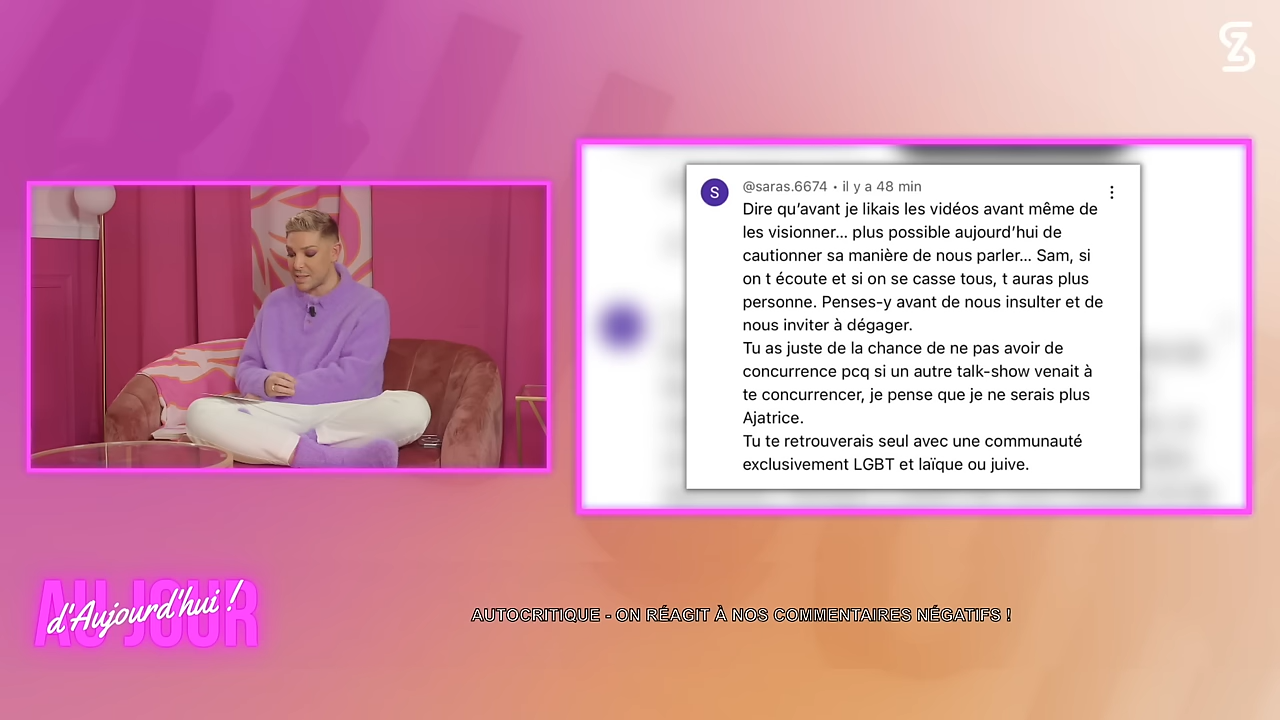 SZ
S
@saras.6674 • il y a 48 min
Dire qu’avant je likais les vidéos avant même de
les visionner... plus possible aujourd’hui de
cautionner sa manière de nous parler... Sam, si
on t écoute et si on se casse tous, t auras plus
personne. Penses-y avant de nous insulter et de
nous inviter à dégager.
Tu as juste de la chance de ne pas avoir de
concurrence pcq si un autre talk-show venait à
te concurrencer, je pense que je ne serais plus
Ajatrice.
Tu te retrouverais seul avec une communauté
exclusivement LGBT et laïque ou juive.
AU JOUR
d'Aujourd'hui !
AUTOCRITIQUE - ON RÉAGIT À NOS COMMENTAIRES NÉGATIFS !